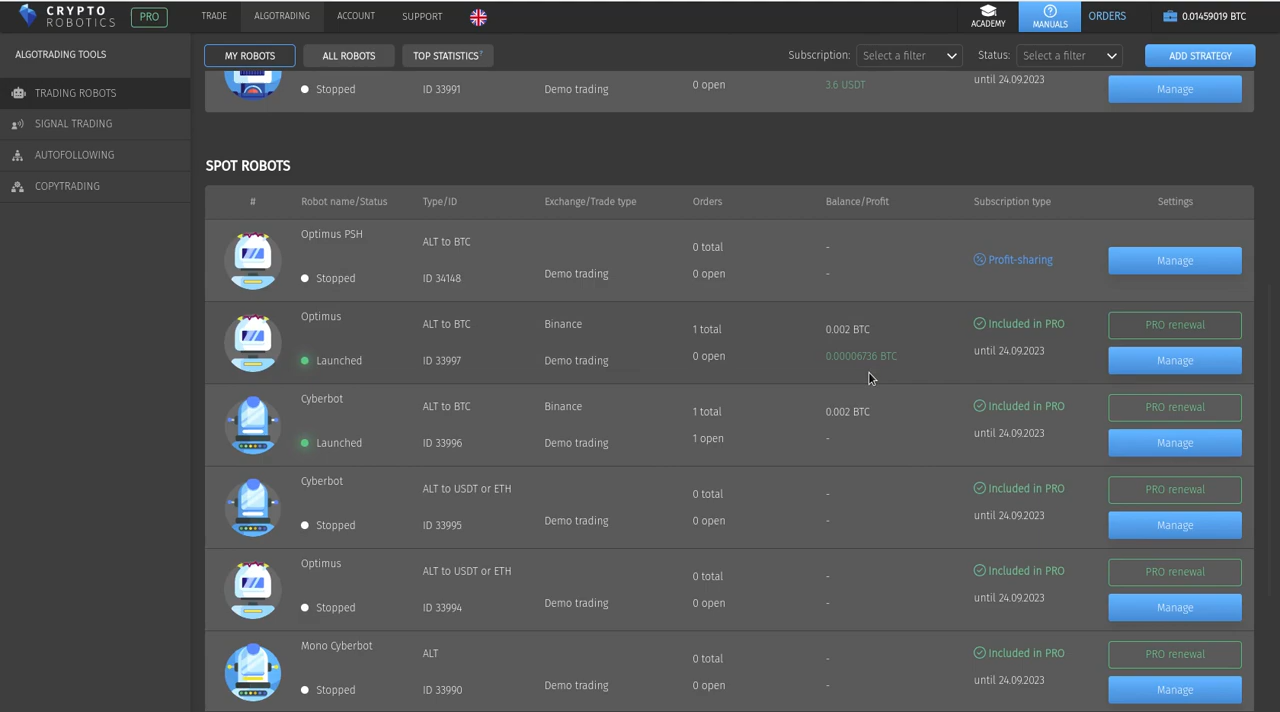 CRYPTO
ROBOTICS
PRO
TRADE
ALGOTRADING
ACCOUNT
SUPPORT
ACADEMY
MANUALS
ORDERS
0.01459019 BTC
ALGOTRADING TOOLS
MY ROBOTS
ALL ROBOTS
TOP STATISTICS
Subscription:
Select a filter
Status:
Select a filter
ADD STRATEGY
TRADING ROBOTS
SIGNAL TRADING
AUTOFOLLOWING
COPYTRADING
Stopped
ID 33991
Demo trading
0 open
3.6 USDT
until 24.09.2023
Manage
SPOT ROBOTS
#
Robot name/Status
Type/ID
Exchange/Trade type
Orders
Balance/Profit
Subscription type
Settings
Optimus PSH
ALT to BTC
0 total
-
Profit-sharing
Manage
Stopped
ID 34148
Demo trading
0 open
-
Optimus
ALT to BTC
Binance
1 total
0.002 BTC
Included in PRO
PRO renewal
Launched
ID 33997
Demo trading
0 open
0.00006736 BTC
until 24.09.2023
Manage
Cyberbot
ALT to BTC
Binance
1 total
0.002 BTC
Included in PRO
PRO renewal
Launched
ID 33996
Demo trading
1 open
-
until 24.09.2023
Manage
Cyberbot
ALT to USDT or ETH
0 total
-
Included in PRO
PRO renewal
Stopped
ID 33995
Demo trading
0 open
-
until 24.09.2023
Manage
Optimus
ALT to USDT or ETH
0 total
-
Included in PRO
PRO renewal
Stopped
ID 33994
Demo trading
0 open
-
until 24.09.2023
Manage
Mono Cyberbot
ALT
0 total
-
Included in PRO
PRO renewal
Stopped
ID 33990
Demo trading
0 open
-
until 24.09.2023
Manage